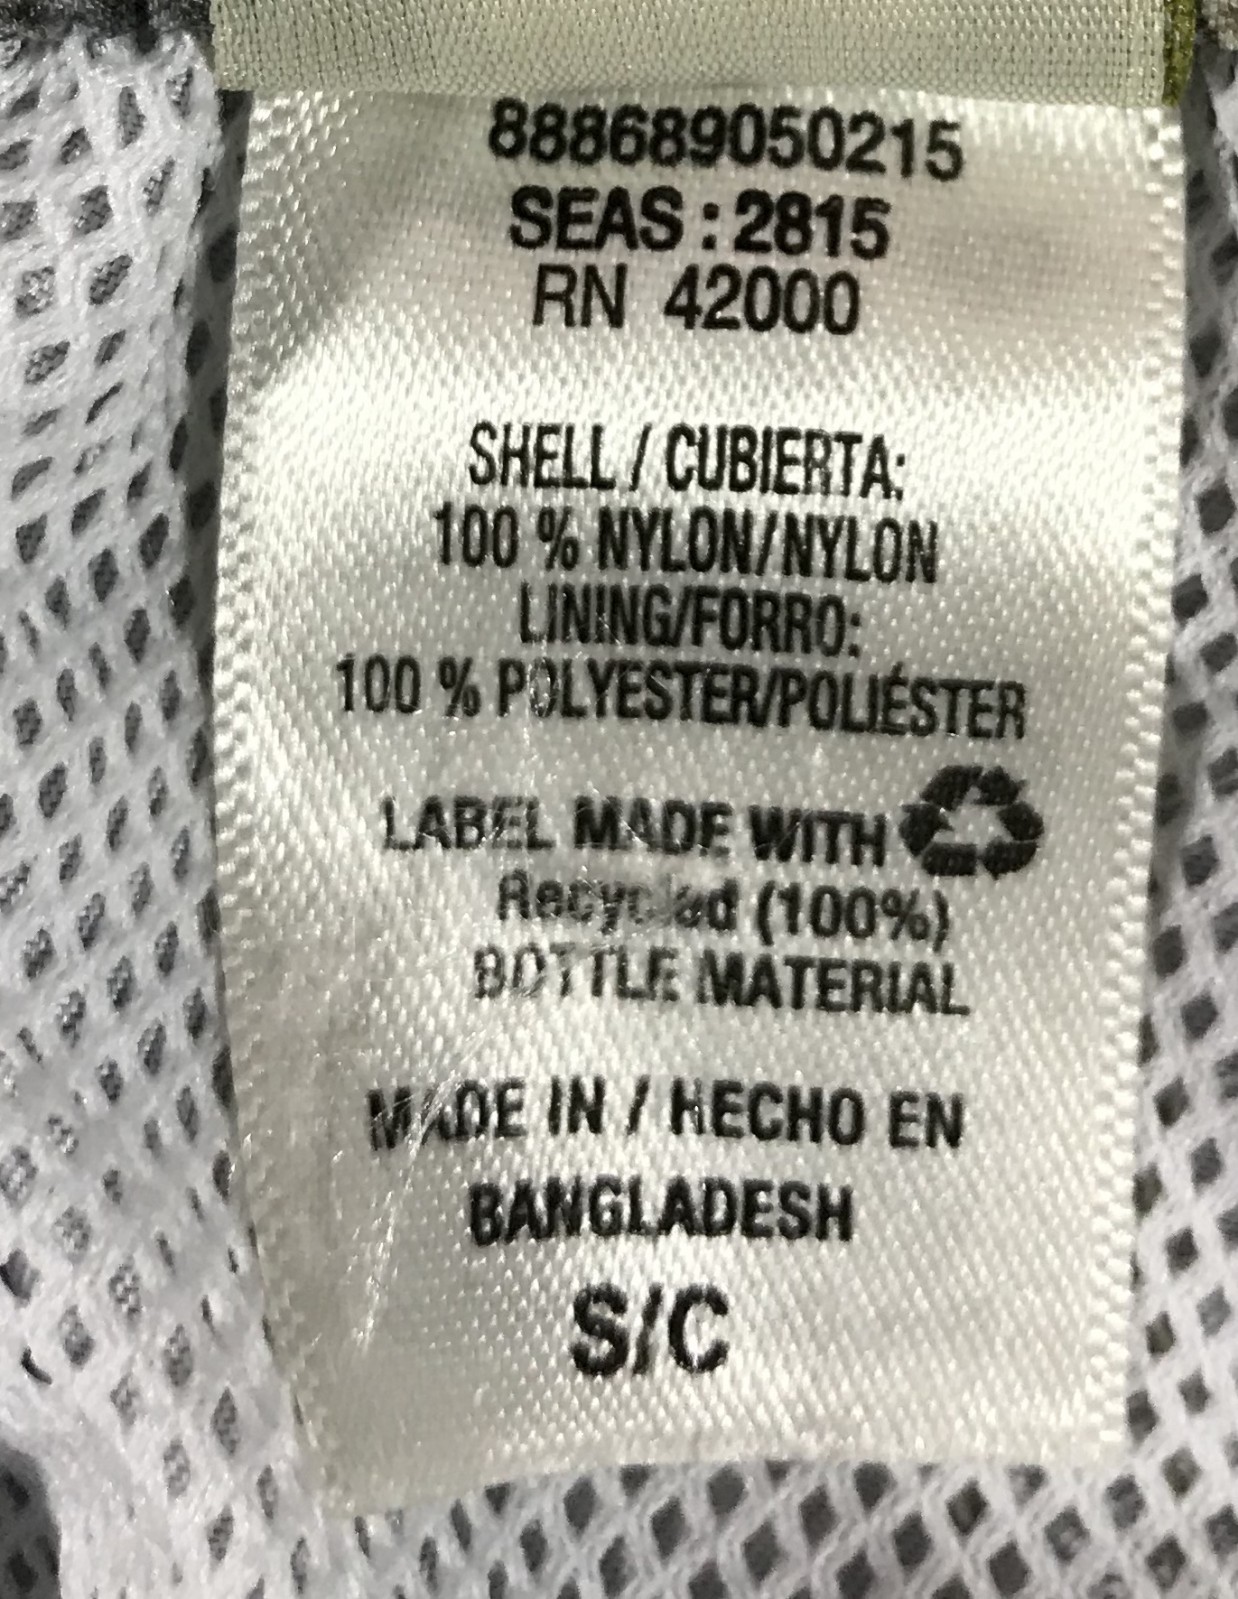 888689050215
SEAS : 2815
RN 42000
SHELL / CUBIERTA:
100 % NYLON/NYLON
LINING/FORRO:
100 % POLYESTER/POLIÉSTER
LABEL MADE WITH
Recycled (100%)
BOTTLE MATERIAL
MADE IN / HECHO EN
BANGLADESH
S/C